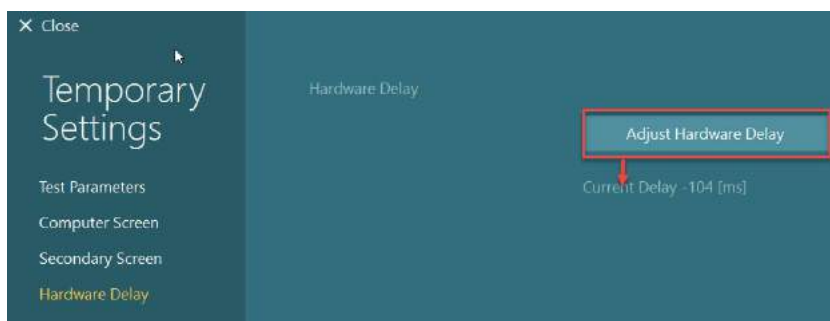 Close
Temporary
Settings
Test Parameters
Computer Screen
Secondary Screen
Hardware Delay
Hardware Delay
Adjust Hardware Delay
Current Delay -104 [ms]